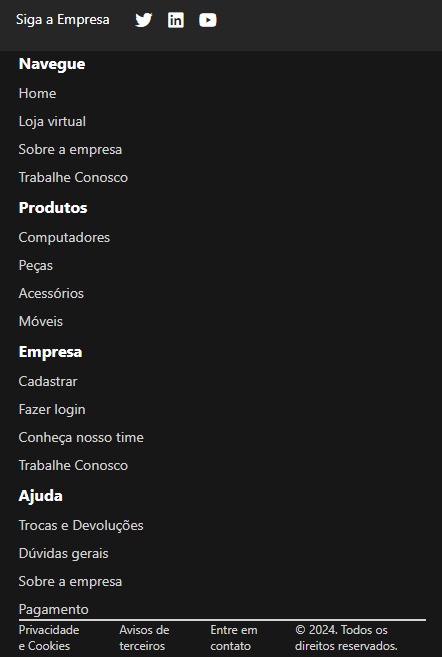 Siga a Empresa
Navegue
Home
Loja virtual
Sobre a empresa
Trabalhe Conosco
Produtos
Computadores
Peças
Acessórios
Móveis
Empresa
Cadastrar
Fazer login
Conheça nosso time
Trabalhe Conosco
Ajuda
Trocas e Devoluções
Dúvidas gerais
Sobre a empresa
Pagamento
Privacidade
e Cookies
Avisos de
terceiros
Entre em
contato
© 2024. Todos os
direitos reservados.